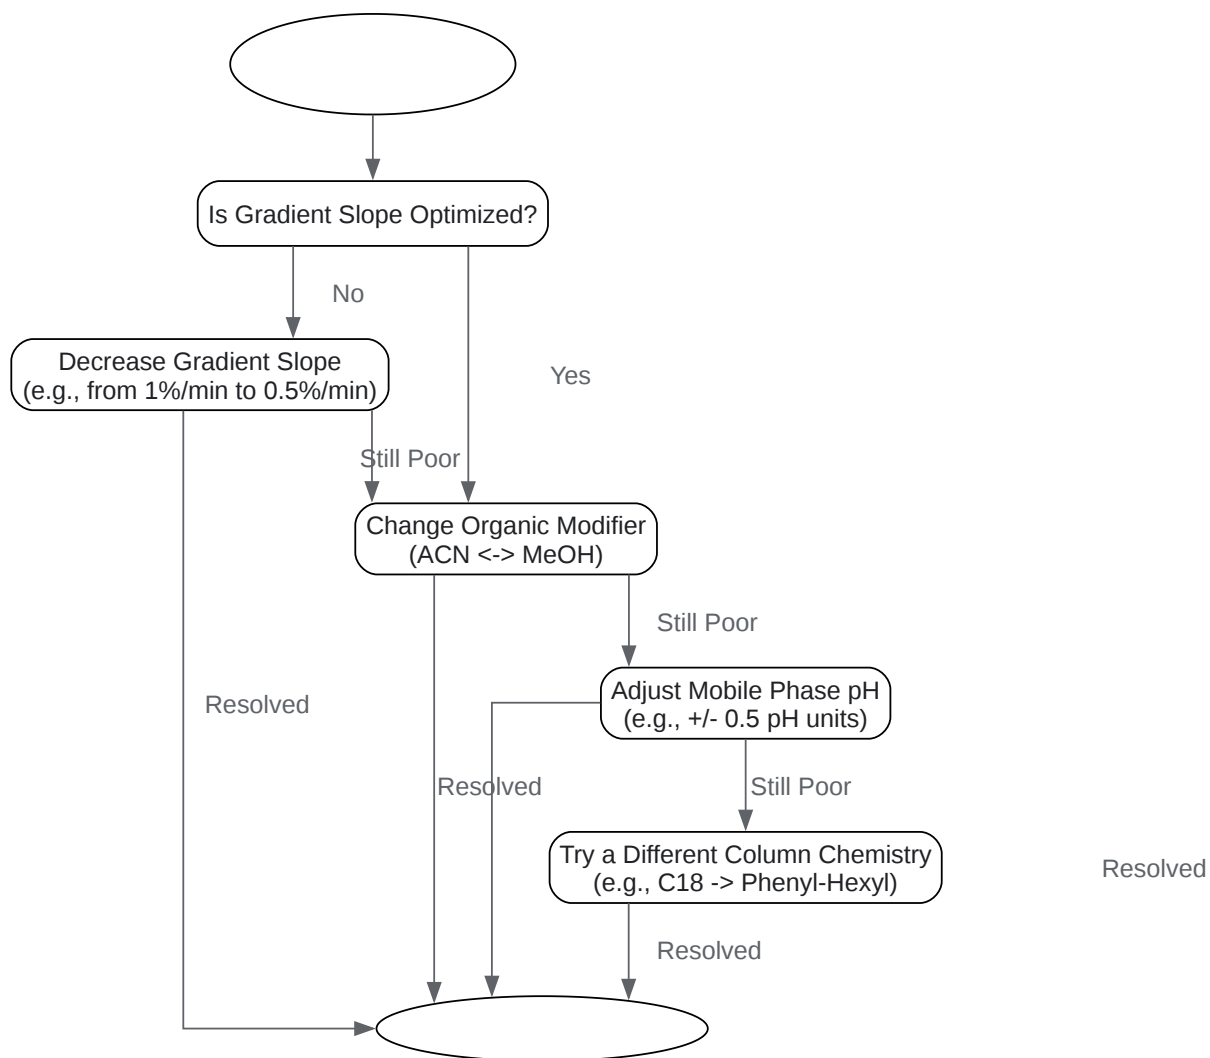 Is Gradient Slope Optimized?
No
Decrease Gradient Slope
(e.g., from 1%/min to 0.5%/min)
Yes
Still Poor
Change Organic Modifier
(ACN <-> MeOH)
Still Poor
Adjust Mobile Phase pH
(e.g., +/- 0.5 pH units)
Resolved
Resolved
Still Poor
Try a Different Column Chemistry
(e.g., C18 -> Phenyl-Hexyl)
Resolved
Resolved